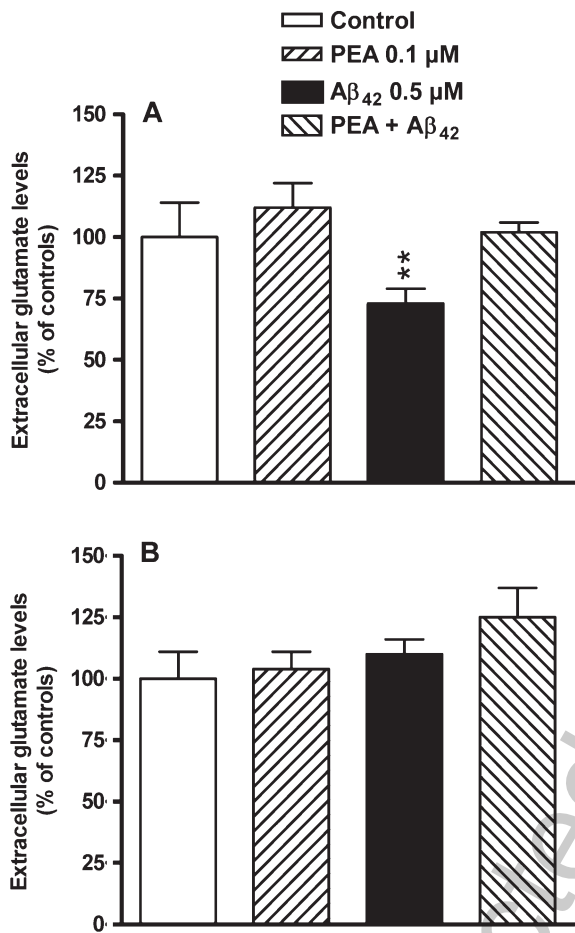 Control
PEA 0.1 µM
Aβ₄₂ 0.5 µM
PEA + Aβ₄₂
A
150
125
100
75
50
25
0
Extracellular glutamate levels
(% of controls)
**
B
150
125
100
75
50
25
0
Extracellular glutamate levels
(% of controls)